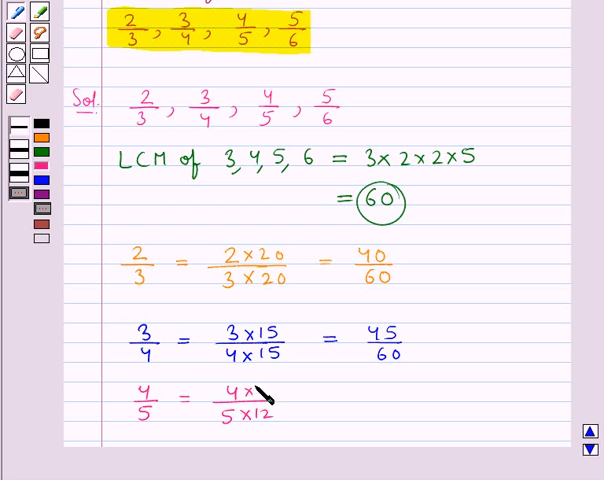 2/3, 3/4, 4/5, 5/6
Sol. 2/3, 3/4, 4/5, 5/6
LCM of 3, 4, 5, 6 = 3×2×2×5
= 60
2/3 = 2×20/3×20 = 40/60
3/4 = 3×15/4×15 = 45/60
4/5 = 4×/5×12